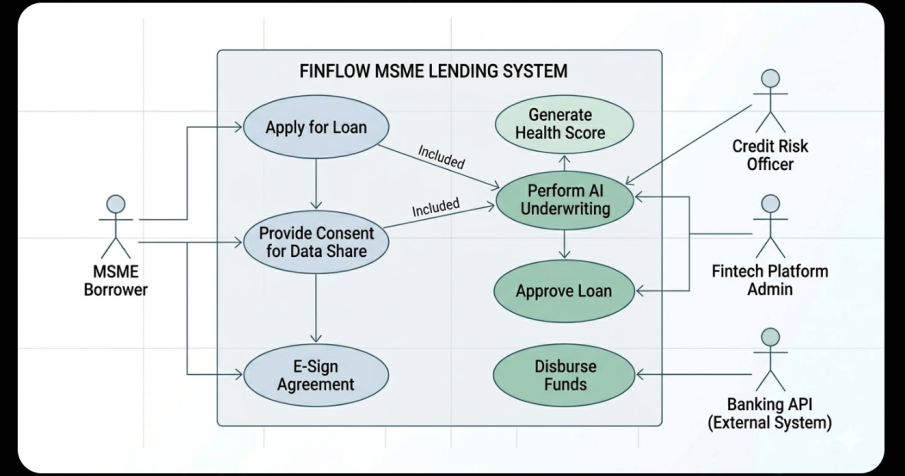 FINFLOW MSME LENDING SYSTEM
Apply for Loan
Generate
Health Score
Included
Credit Risk
Officer
Perform AI
Underwriting
Included
Provide Consent
for Data Share
MSME
Borrower
Fintech Platform
Admin
Approve Loan
E-Sign
Agreement
Disburse
Funds
Banking API
(External System)